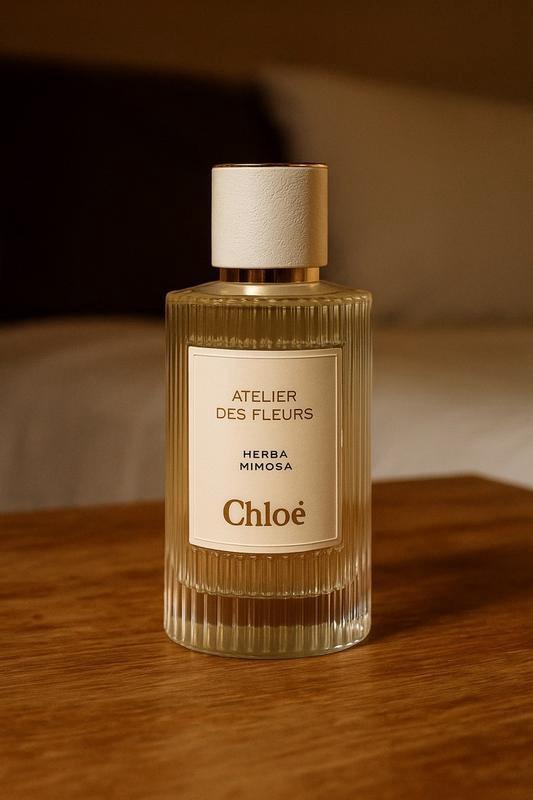 ATELIER
DES FLEURS
HERBA
MIMOSA
Chloé